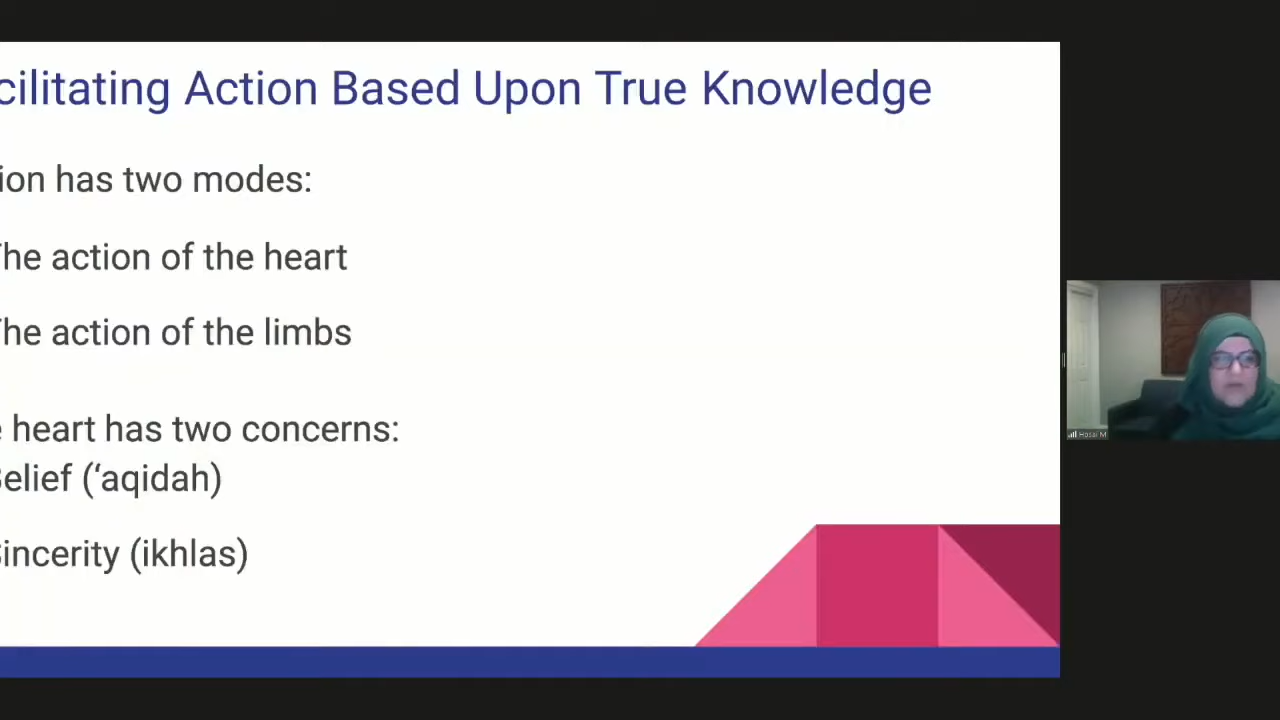 cilitating Action Based Upon True Knowledge
ion has two modes:
The action of the heart
The action of the limbs
e heart has two concerns:
Belief (‘aqidah)
Sincerity (ikhlas)
Hosai M